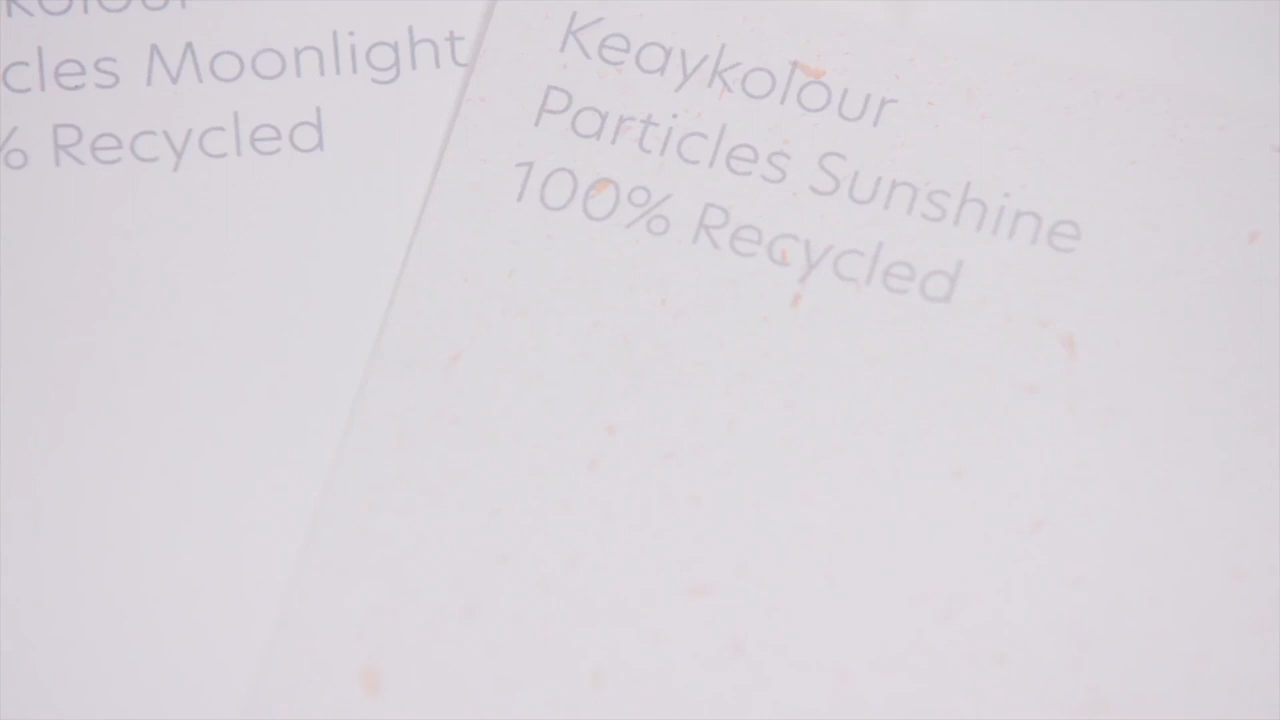 cles Moonlight
% Recycled
Keaykolour
Particles Sunshine
100% Recycled